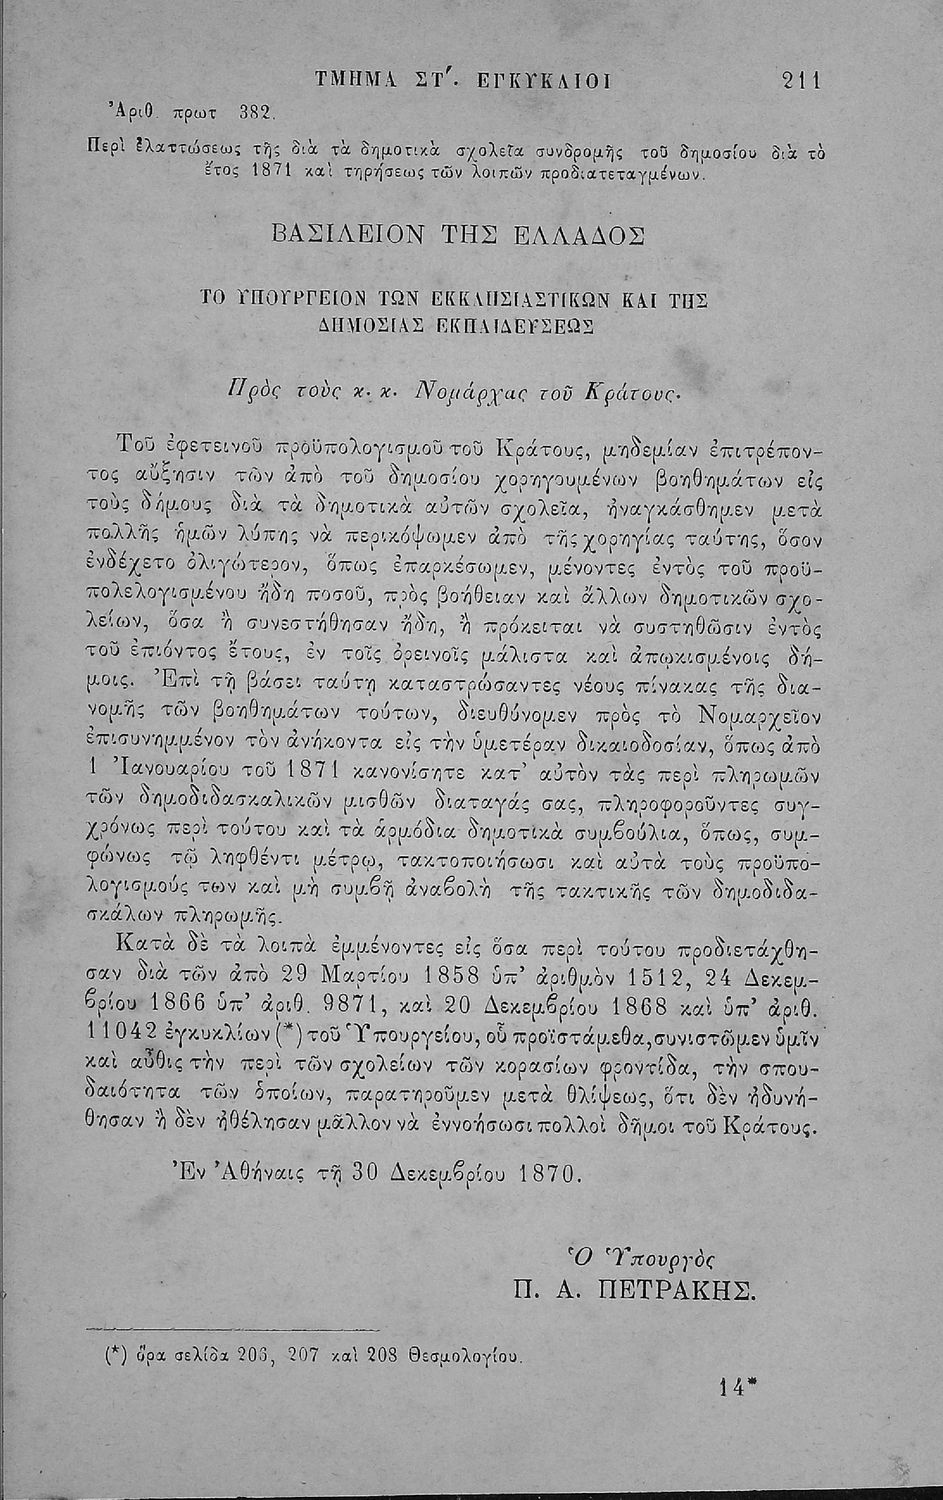 ΤΜΗΜΑ ΣΤ΄. ΕΓΚΥΚΛΙΟΙ 211
Ἀριθ. πρωτ 382.
Περὶ ἐλαττώσεως τῆς διὰ τὰ δημοτικὰ σχολεῖα συνδρομῆς τοῦ δημοσίου διὰ τὸ
ἔτος 1871 καὶ τηρήσεως τῶν λοιπῶν προδιατεταγμένων.
ΒΑΣΙΛΕΙΟΝ ΤΗΣ ΕΛΛΑΔΟΣ
ΤΟ ΥΠΟΥΡΓΕΙΟΝ ΤΩΝ ΕΚΚΛΗΣΙΑΣΤΙΚΩΝ ΚΑΙ ΤΗΣ
ΔΗΜΟΣΙΑΣ ΕΚΠΑΙΔΕΥΣΕΩΣ
Πρὸς τοὺς κ. κ. Νομάρχας τοῦ Κράτους.
Τοῦ ἐφετεινοῦ προϋπολογισμοῦ τοῦ Κράτους, μηδεμίαν ἐπιτρέπον-
τος αὔξησιν τῶν ἀπὸ τοῦ δημοσίου χορηγουμένων βοηθημάτων εἰς
τοὺς δήμους διὰ τὰ δημοτικὰ αὐτῶν σχολεῖα, ἠναγκάσθημεν μετὰ
πολλῆς ἡμῶν λύπης νὰ περικόψωμεν ἀπὸ τῆς χορηγίας ταύτης, ὅσον
ἐνδέχετο ὀλιγώτερον, ὅπως ἐπαρκέσωμεν, μένοντες ἐντὸς τοῦ προϋ-
πολελογισμένου ἤδη ποσοῦ, πρὸς βοήθειαν καὶ ἄλλων δημοτικῶν σχο-
λείων, ὅσα ἢ συνεστήθησαν ἤδη, ἢ πρόκειται νὰ συστηθῶσιν ἐντὸς
τοῦ ἐπιόντος ἔτους, ἐν τοῖς ὀρεινοῖς μάλιστα καὶ ἀπῳκισμένοις δή-
μοις. Ἐπὶ τῇ βάσει ταύτῃ καταστρώσαντες νέους πίνακας τῆς δια-
νομῆς τῶν βοηθημάτων τούτων, διευθύνομεν πρὸς τὸ Νομαρχεῖον
ἐπισυνημμένον τὸν ἀνήκοντα εἰς τὴν ὑμετέραν δικαιοδοσίαν, ὅπως ἀπὸ
1 Ἰανουαρίου τοῦ 1871 κανονίσητε κατ' αὐτὸν τὰς περὶ πληρωμῶν
τῶν δημοδιδασκαλικῶν μισθῶν διαταγάς σας, πληροφοροῦντες συγ-
χρόνως περὶ τούτου καὶ τὰ ἁρμόδια δημοτικὰ συμβούλια, ὅπως, συμ-
φώνως τῷ ληφθέντι μέτρῳ, τακτοποιήσωσι καὶ αὐτὰ τοὺς προϋπο-
λογισμούς των καὶ μὴ συμβῇ ἀναβολὴ τῆς τακτικῆς τῶν δημοδιδα-
σκάλων πληρωμῆς.
Κατὰ δὲ τὰ λοιπὰ ἐμμένοντες εἰς ὅσα περὶ τούτου προδιετάχθη-
σαν διὰ τῶν ἀπὸ 29 Μαρτίου 1858 ὑπ' ἀριθμὸν 1512, 24 Δεκεμ-
βρίου 1866 ὑπ' ἀριθ. 9871, καὶ 20 Δεκεμβρίου 1868 καὶ ὑπ' ἀριθ.
11042 ἐγκυκλίων (*) τοῦ Ὑπουργείου, οὗ προϊστάμεθα, συνιστῶμεν ὑμῖν
καὶ αὖθις τὴν περὶ τῶν σχολείων τῶν κορασίων φροντίδα, τὴν σπου-
δαιότητα τῶν ὁποίων, παρατηροῦμεν μετὰ θλίψεως, ὅτι δὲν ἠδυνή-
θησαν ἢ δὲν ἠθέλησαν μᾶλλον νὰ ἐννοήσωσι πολλοὶ δῆμοι τοῦ Κράτους.
Ἐν Ἀθήναις τῇ 30 Δεκεμβρίου 1870.
Ὁ Ὑπουργὸς
Π. Α. ΠΕΤΡΑΚΗΣ.
(*) ὅρα σελίδα 206, 207 καὶ 208 Θεσμολογίου.
14*